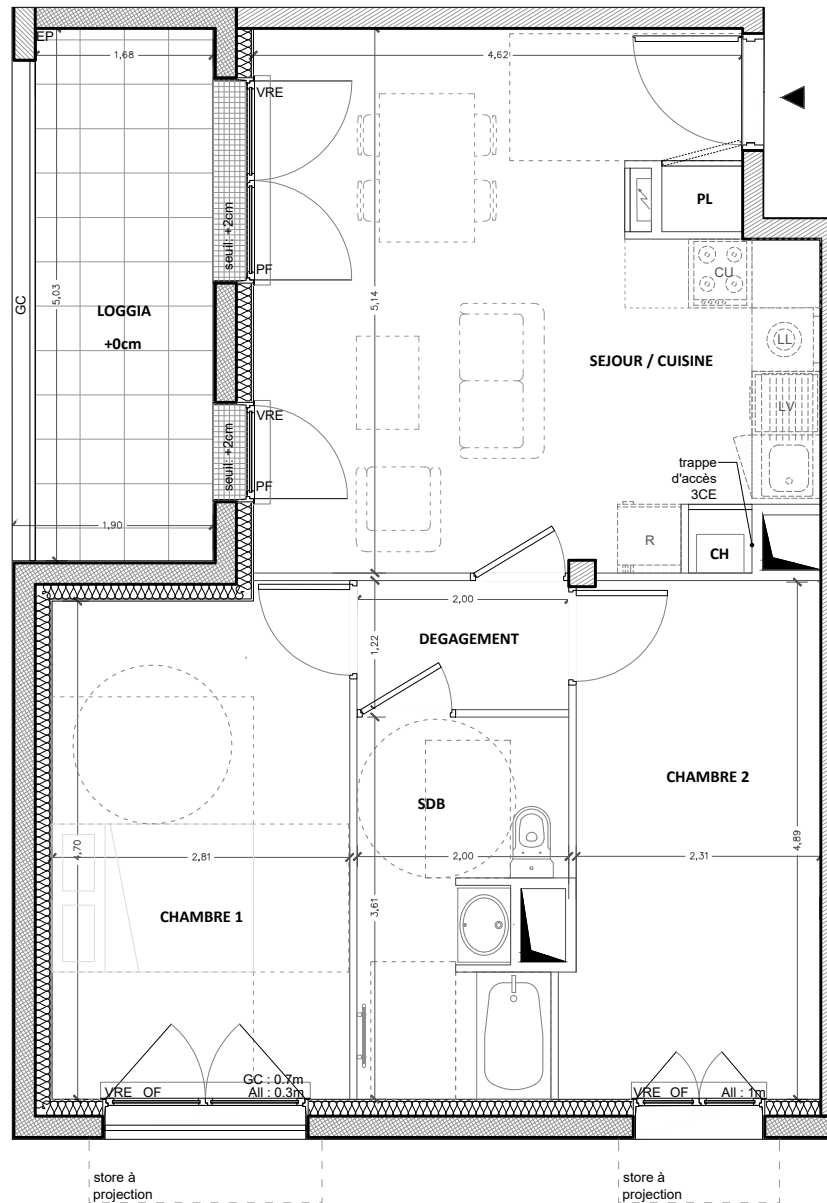 EP
1,68
4,62
VRE
PL
seuil: +2cm
PF
CU
GC
5,03
LOGGIA
+0cm
5,14
LL
SEJOUR / CUISINE
LV
VRE
seuil: +2cm
PF
trappe
d'accès
3CE
1,90
R
CH
2,00
1,22
DEGAGEMENT
CHAMBRE 2
SDB
4,70
2,81
2,00
2,31
4,89
CHAMBRE 1
3,61
GC : 0.7m
VRE OF
All : 0.3m
VRE OF
All : 1m
store à
projection
store à
projection